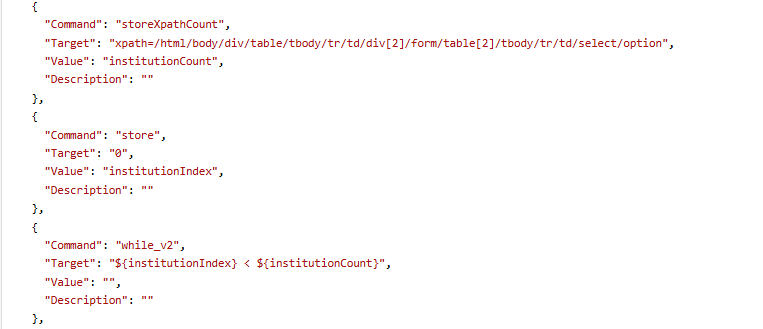 {
"Command": "storeXpathCount",
"Target": "xpath=/html/body/div/table/tbody/tr/td/div[2]/form/table[2]/tbody/tr/td/select/option",
"Value": "institutionCount",
"Description": ""
},
{
"Command": "store",
"Target": "0",
"Value": "institutionIndex",
"Description": ""
},
{
"Command": "while_v2",
"Target": "${institutionIndex} < ${institutionCount}",
"Value": "",
"Description": ""
},